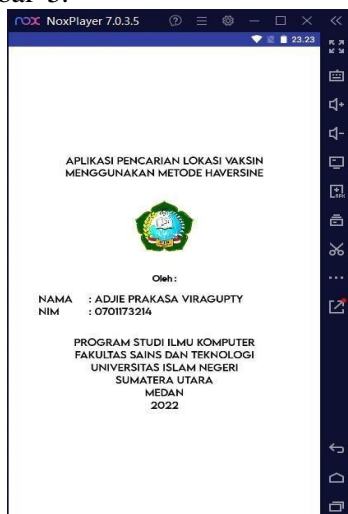 NOX NoxPlayer 7.0.3.5
23.23
APLIKASI PENCARIAN LOKASI VAKSIN
MENGGUNAKAN METODE HAVERSINE
Oleh :
NAMA : ADJIE PRAKASA VIRAGUPTY
NIM : 0701173214
PROGRAM STUDI ILMU KOMPUTER
FAKULTAS SAINS DAN TEKNOLOGI
UNIVERSITAS ISLAM NEGERI
SUMATERA UTARA
MEDAN
2022